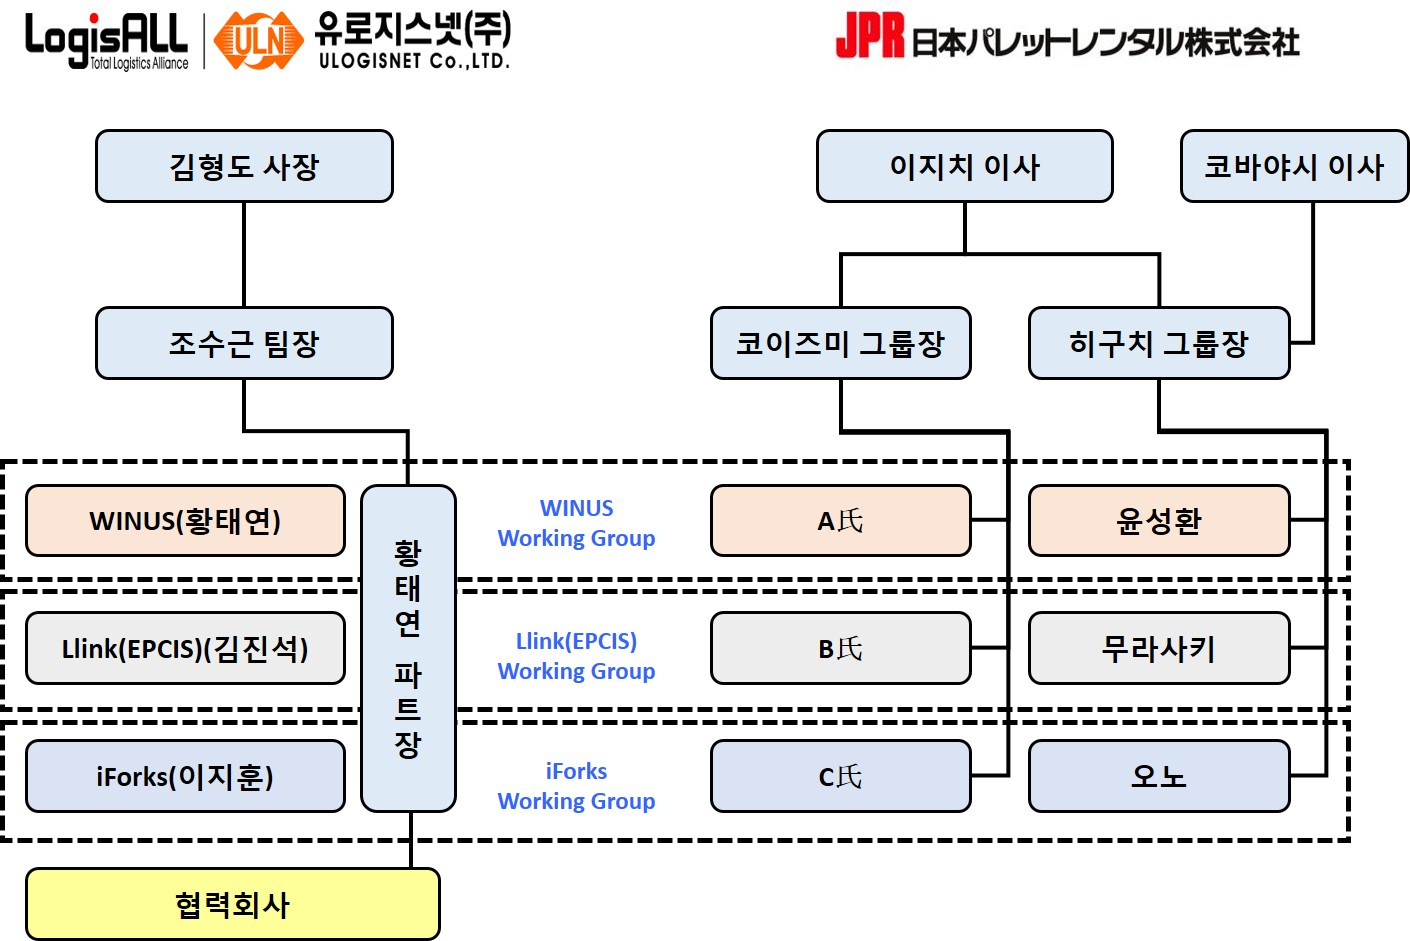 LogisALL
Total Logistics Alliance
ULN
유로지스넷(주)
ULOGISNET Co.,LTD.
JPR 日本パレットレンタル株式会社
김형도 사장
이지치 이사
코바야시 이사
조수근 팀장
코이즈미 그룹장
히구치 그룹장
WINUS(황태연)
황태연 파트장
WINUS
Working Group
A氏
윤성환
Llink(EPCIS)(김진석)
Llink(EPCIS)
Working Group
B氏
무라사키
iForks(이지훈)
iForks
Working Group
C氏
오노
협력회사